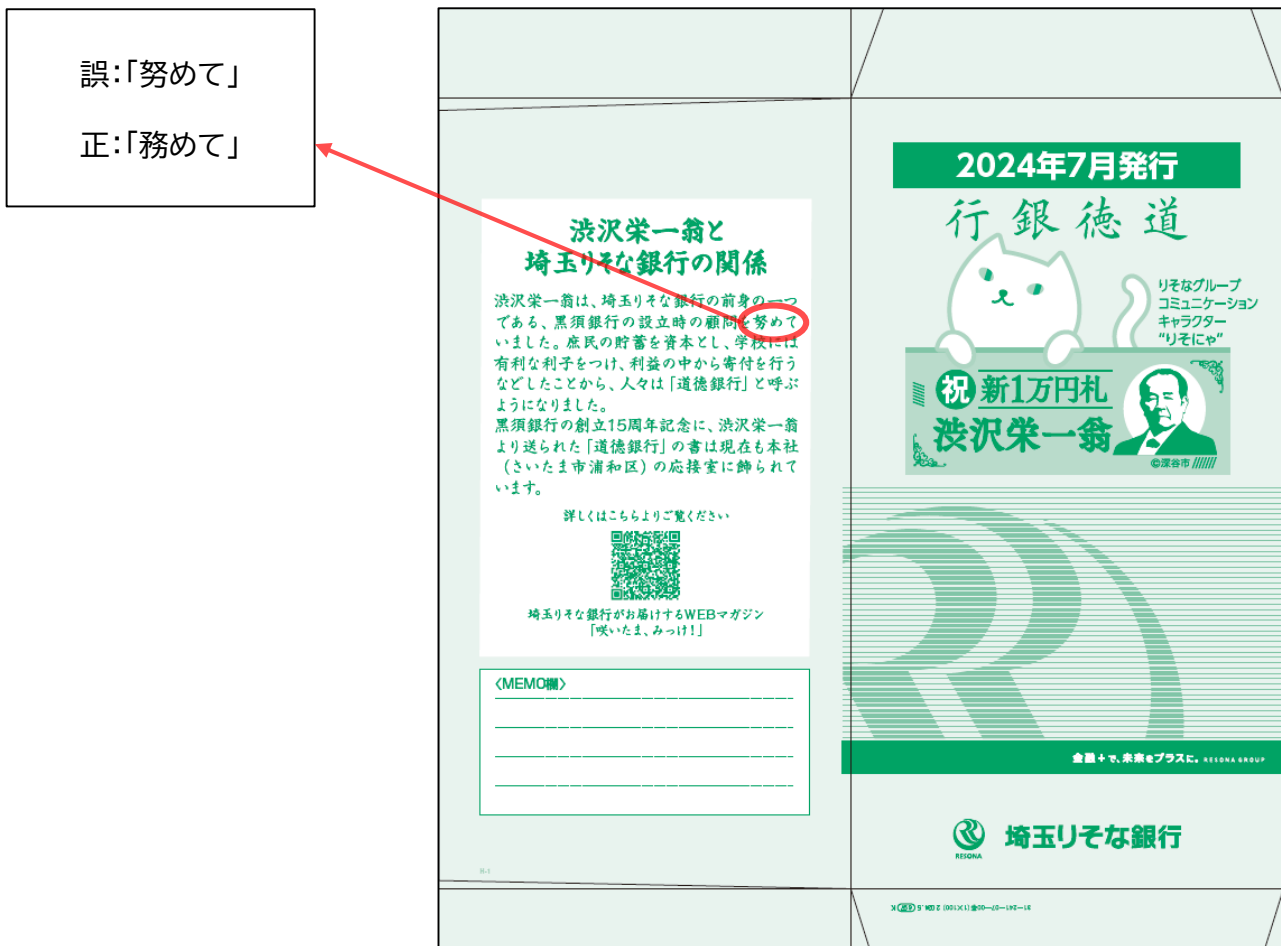 誤:「努めて」
正:「務めて」
渋沢栄一翁と
埼玉りそな銀行の関係
渋沢栄一翁は、埼玉りそな銀行の前身の一つ
である、黒須銀行の設立時の顧問を努めて
いました。庶民の貯蓄を資本とし、学校には
有利な利子をつけ、利益の中から寄付を行う
などしたことから、人々は「道徳銀行」と呼ぶ
ようになりました。
黒須銀行の創立15周年記念に、渋沢栄一翁
より送られた「道徳銀行」の書は現在も本社
(さいたま市浦和区)の応接室に飾られて
います。
詳しくはこちらよりご覧ください
埼玉りそな銀行がお届けするWEBマガジン
「咲いたま、みっけ!」
〈MEMO欄〉
2024年7月発行
行銀徳道
りそなグループ
コミュニケーション
キャラクター
"りそにゃ"
祝 新1万円札
渋沢栄一翁
©深谷市
金融+で、未来をプラスに。 RESONA GROUP
RESONA
埼玉りそな銀行